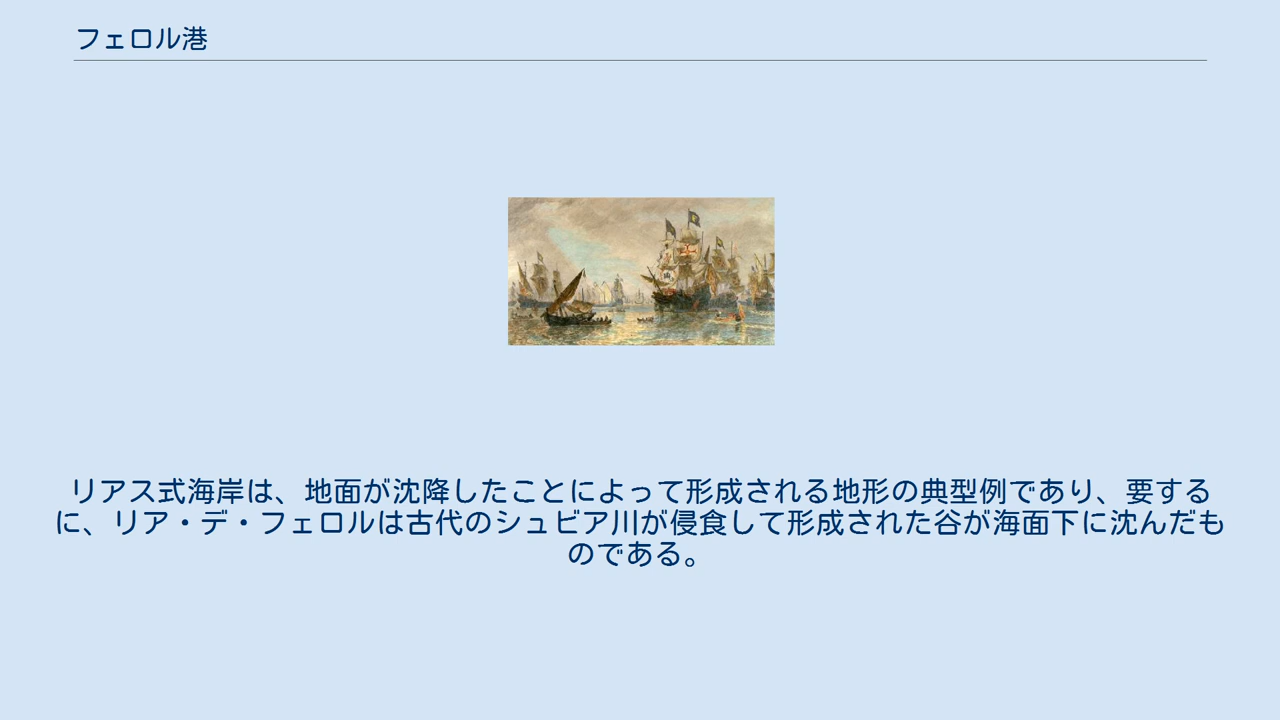 フェロル港
リアス式海岸は、地面が沈降したことによって形成される地形の典型例であり、要する
に、リア・デ・フェロルは古代のシュビア川が侵食して形成された谷が海面下に沈んだも
のである。